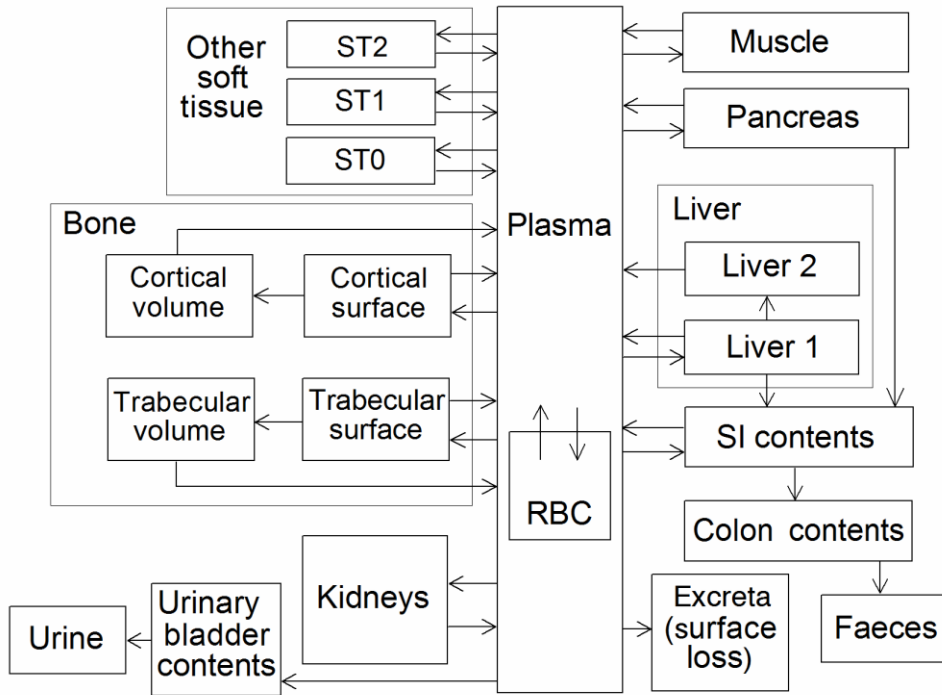 Other
soft
tissue
ST2
ST1
ST0
Plasma
Muscle
Pancreas
Bone
Cortical
volume
Cortical
surface
Trabecular
volume
Trabecular
surface
Liver
Liver 2
Liver 1
SI contents
RBC
Colon contents
Kidneys
Urine
Urinary
bladder
contents
Excreta
(surface
loss)
Faeces